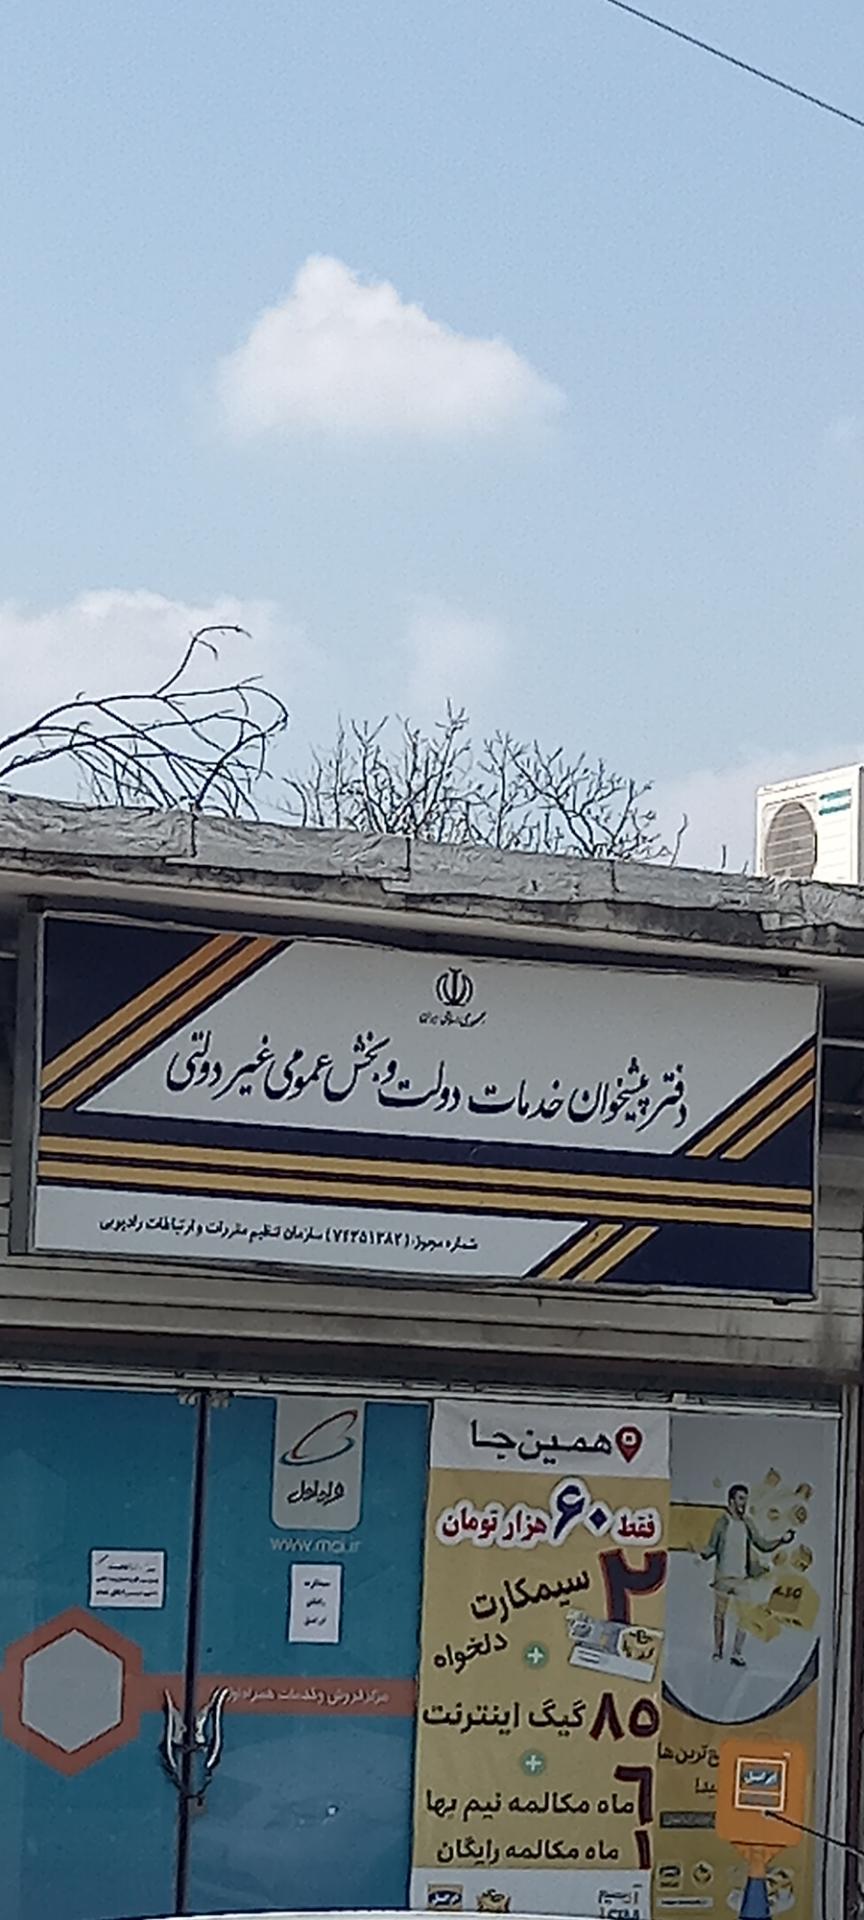 جمهوری اسلامی ایران
دفتر پیشخوان خدمات دولت و بخش عمومی غیر دولتی
شماره مجوز: (۷۲۲۵۱۳۸۲) سازمان تنظیم مقررات و ارتباطات رادیویی
همراه اول
www.mci.ir
مرکز فروش و خدمات همراه اول
همین‌جا
فقط ۶۰ هزار تومان
۲ سیمکارت
دلخواه
+
۸۵ گیگ اینترنت
+
۶ ماه مکالمه نیم بها
۱ ماه مکالمه رایگان
ایرانسل